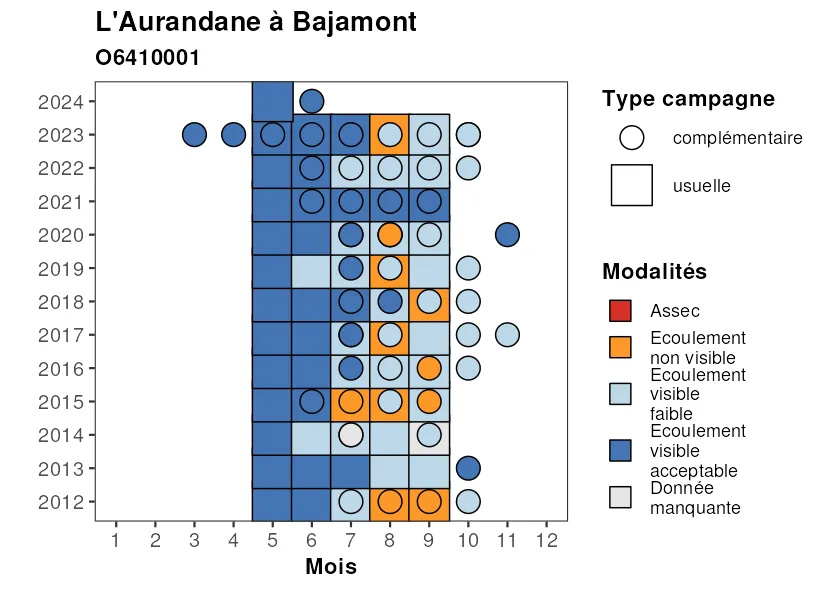 L'Aurandane à Bajamont
O6410001
2024
2023
2022
2021
2020
2019
2018
2017
2016
2015
2014
2013
2012
1 2 3 4 5 6 7 8 9 10 11 12
Mois
Type campagne
complémentaire
usuelle
Modalités
Assec
Ecoulement
non visible
Ecoulement
visible
faible
Ecoulement
visible
acceptable
Donnée
manquante